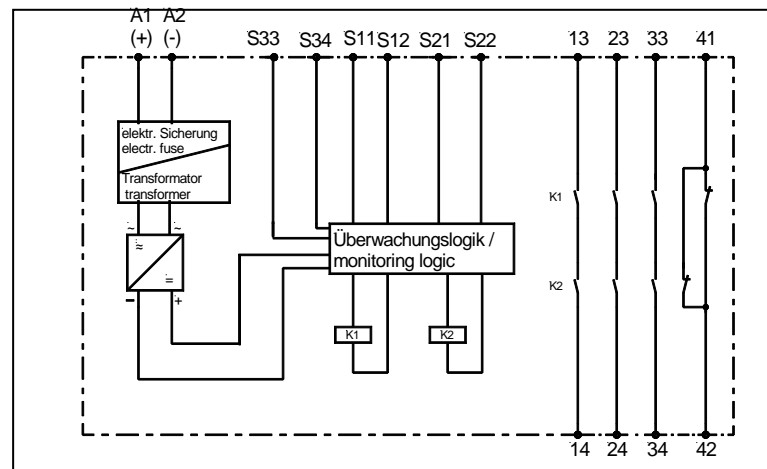 A1 A2 S33 S34 S11 S12 S21 S22 13 23 33 41
(+) (-)
elektr. Sicherung
electr. fuse
Transformator
transformer
~ ~
≈
=
− +
Überwachungslogik /
monitoring logic
K1 K2
K1
K2
14 24 34 42